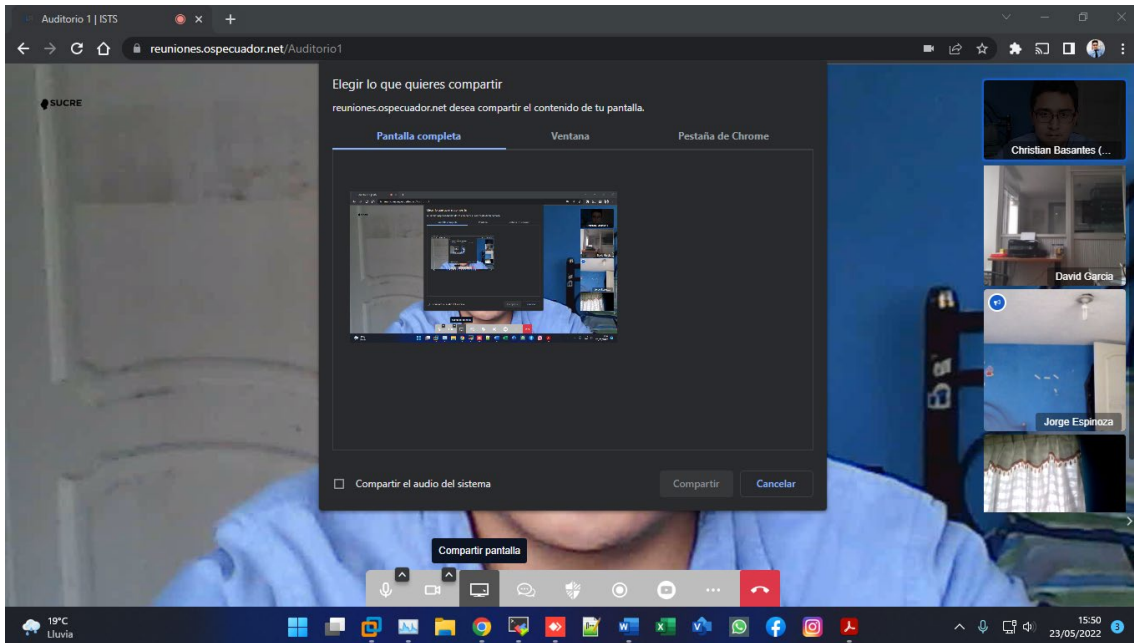 Auditorio 1 | ISTS
reuniones.ospecuador.net/Auditorio1
SUCRE
Elegir lo que quieres compartir
reuniones.ospecuador.net desea compartir el contenido de tu pantalla.
Pantalla completa
Ventana
Pestaña de Chrome
Christian Basantes (...
David Garcia
Jorge Espinoza
Compartir el audio del sistema
Compartir
Cancelar
Compartir pantalla
19°C
Lluvia
15:50
23/05/2022
3